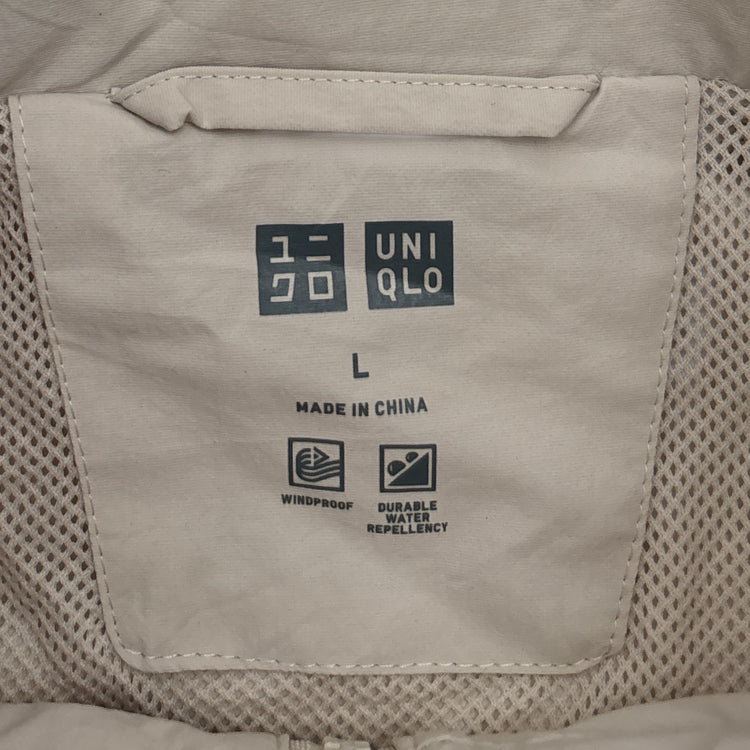 ユニ
クロ
UNI
QLO
L
MADE IN CHINA
WINDPROOF
DURABLE
WATER
REPELLENCY